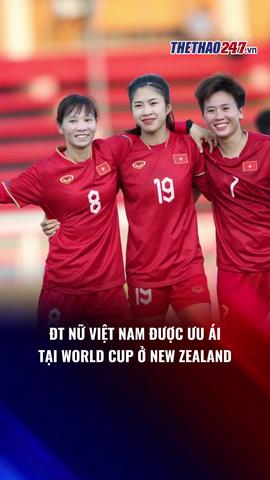 THETHAO247.vn
8
19
7
19
ĐT NỮ VIỆT NAM ĐƯỢC ƯU ÁI
TẠI WORLD CUP Ở NEW ZEALAND